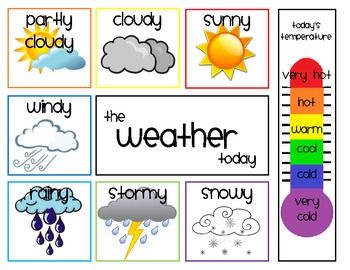 partly
cloudy
cloudy
sunny
windy
the
weather
today
rainy
stormy
snowy
today's
temperature
very hot
hot
warm
cool
cold
very
cold